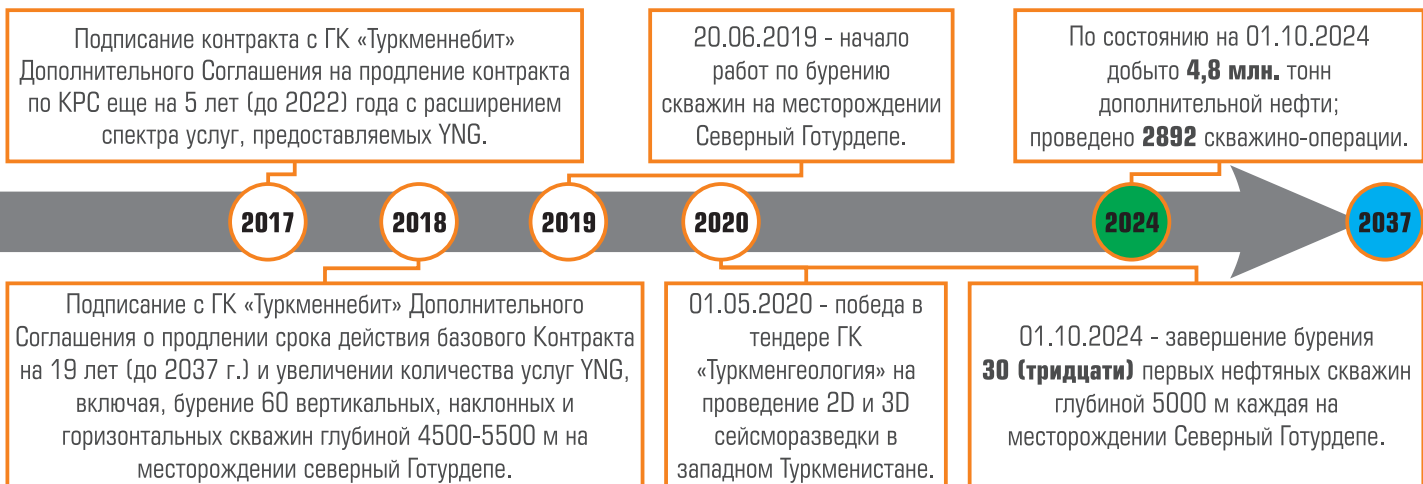 Подписание контракта с ГК «Туркменнебит»
Дополнительного Соглашения на продление контракта
по КРС еще на 5 лет (до 2022) года с расширением
спектра услуг, предоставляемых YNG.
20.06.2019 - начало
работ по бурению
скважин на месторождении
Северный Готурдепе.
По состоянию на 01.10.2024
добыто 4,8 млн. тонн
дополнительной нефти;
проведено 2892 скважино-операции.
2017
2018
2019
2020
2024
2037
Подписание с ГК «Туркменнебит» Дополнительного
Соглашения о продлении срока действия базового Контракта
на 19 лет (до 2037 г.) и увеличении количества услуг YNG,
включая, бурение 60 вертикальных, наклонных и
горизонтальных скважин глубиной 4500-5500 м на
месторождении северный Готурдепе.
01.05.2020 - победа в
тендере ГК
«Туркменгеология» на
проведение 2D и 3D
сейсморазведки в
западном Туркменистане.
01.10.2024 - завершение бурения
30 (тридцати) первых нефтяных скважин
глубиной 5000 м каждая на
месторождении Северный Готурдепе.